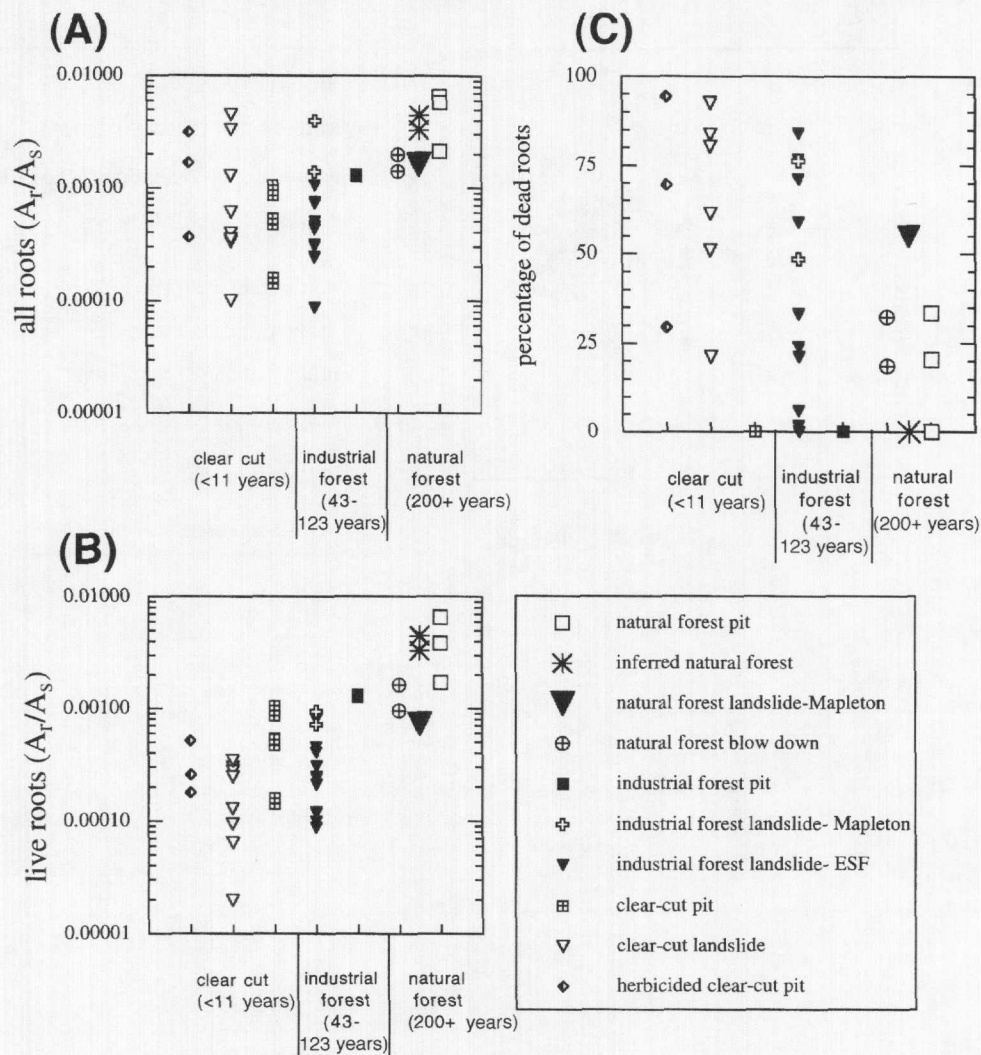 (A)
all roots (Ar/As)
0.01000
0.00100
0.00010
0.00001
clear cut
(<11 years)
industrial
forest
(43-
123 years)
natural
forest
(200+ years)
(C)
percentage of dead roots
100
75
50
25
0
clear cut
(<11 years)
industrial
forest
(43-
123 years)
natural
forest
(200+ years)
(B)
live roots (Ar/As)
0.01000
0.00100
0.00010
0.00001
clear cut
(<11 years)
industrial
forest
(43-
123 years)
natural
forest
(200+ years)
natural forest pit
inferred natural forest
natural forest landslide-Mapleton
natural forest blow down
industrial forest pit
industrial forest landslide- Mapleton
industrial forest landslide- ESF
clear-cut pit
clear-cut landslide
herbicided clear-cut pit